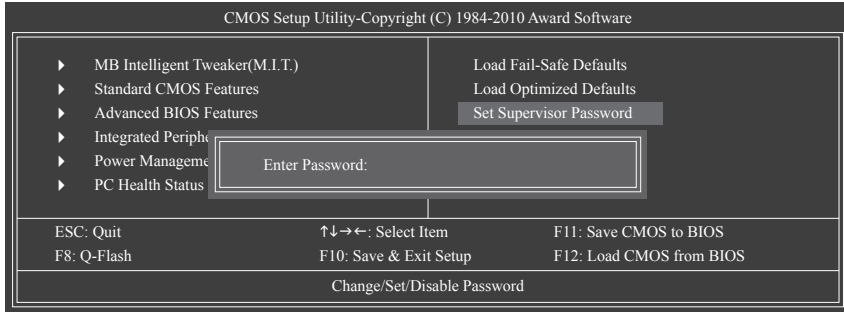 CMOS Setup Utility-Copyright (C) 1984-2010 Award Software
MB Intelligent Tweaker(M.I.T.)
Standard CMOS Features
Advanced BIOS Features
Integrated Periphe
Power Manageme
PC Health Status
Load Fail-Safe Defaults
Load Optimized Defaults
Set Supervisor Password
Enter Password:
ESC: Quit ↑↓→←: Select Item F11: Save CMOS to BIOS
F8: Q-Flash F10: Save & Exit Setup F12: Load CMOS from BIOS
Change/Set/Disable Password